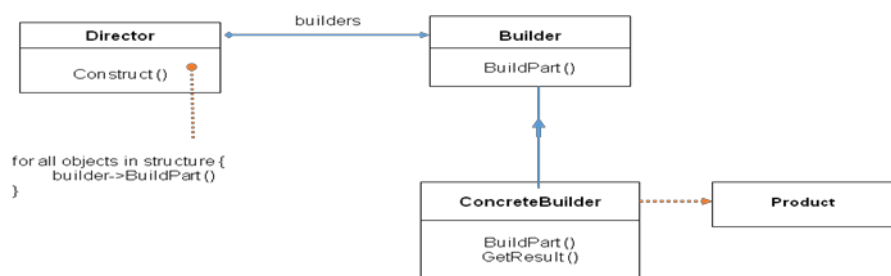 builders
Director
Builder
Construct()
BuildPart()
for all objects in structure {
builder->BuildPart()
}
ConcreteBuilder
Product
BuildPart()
GetResult()